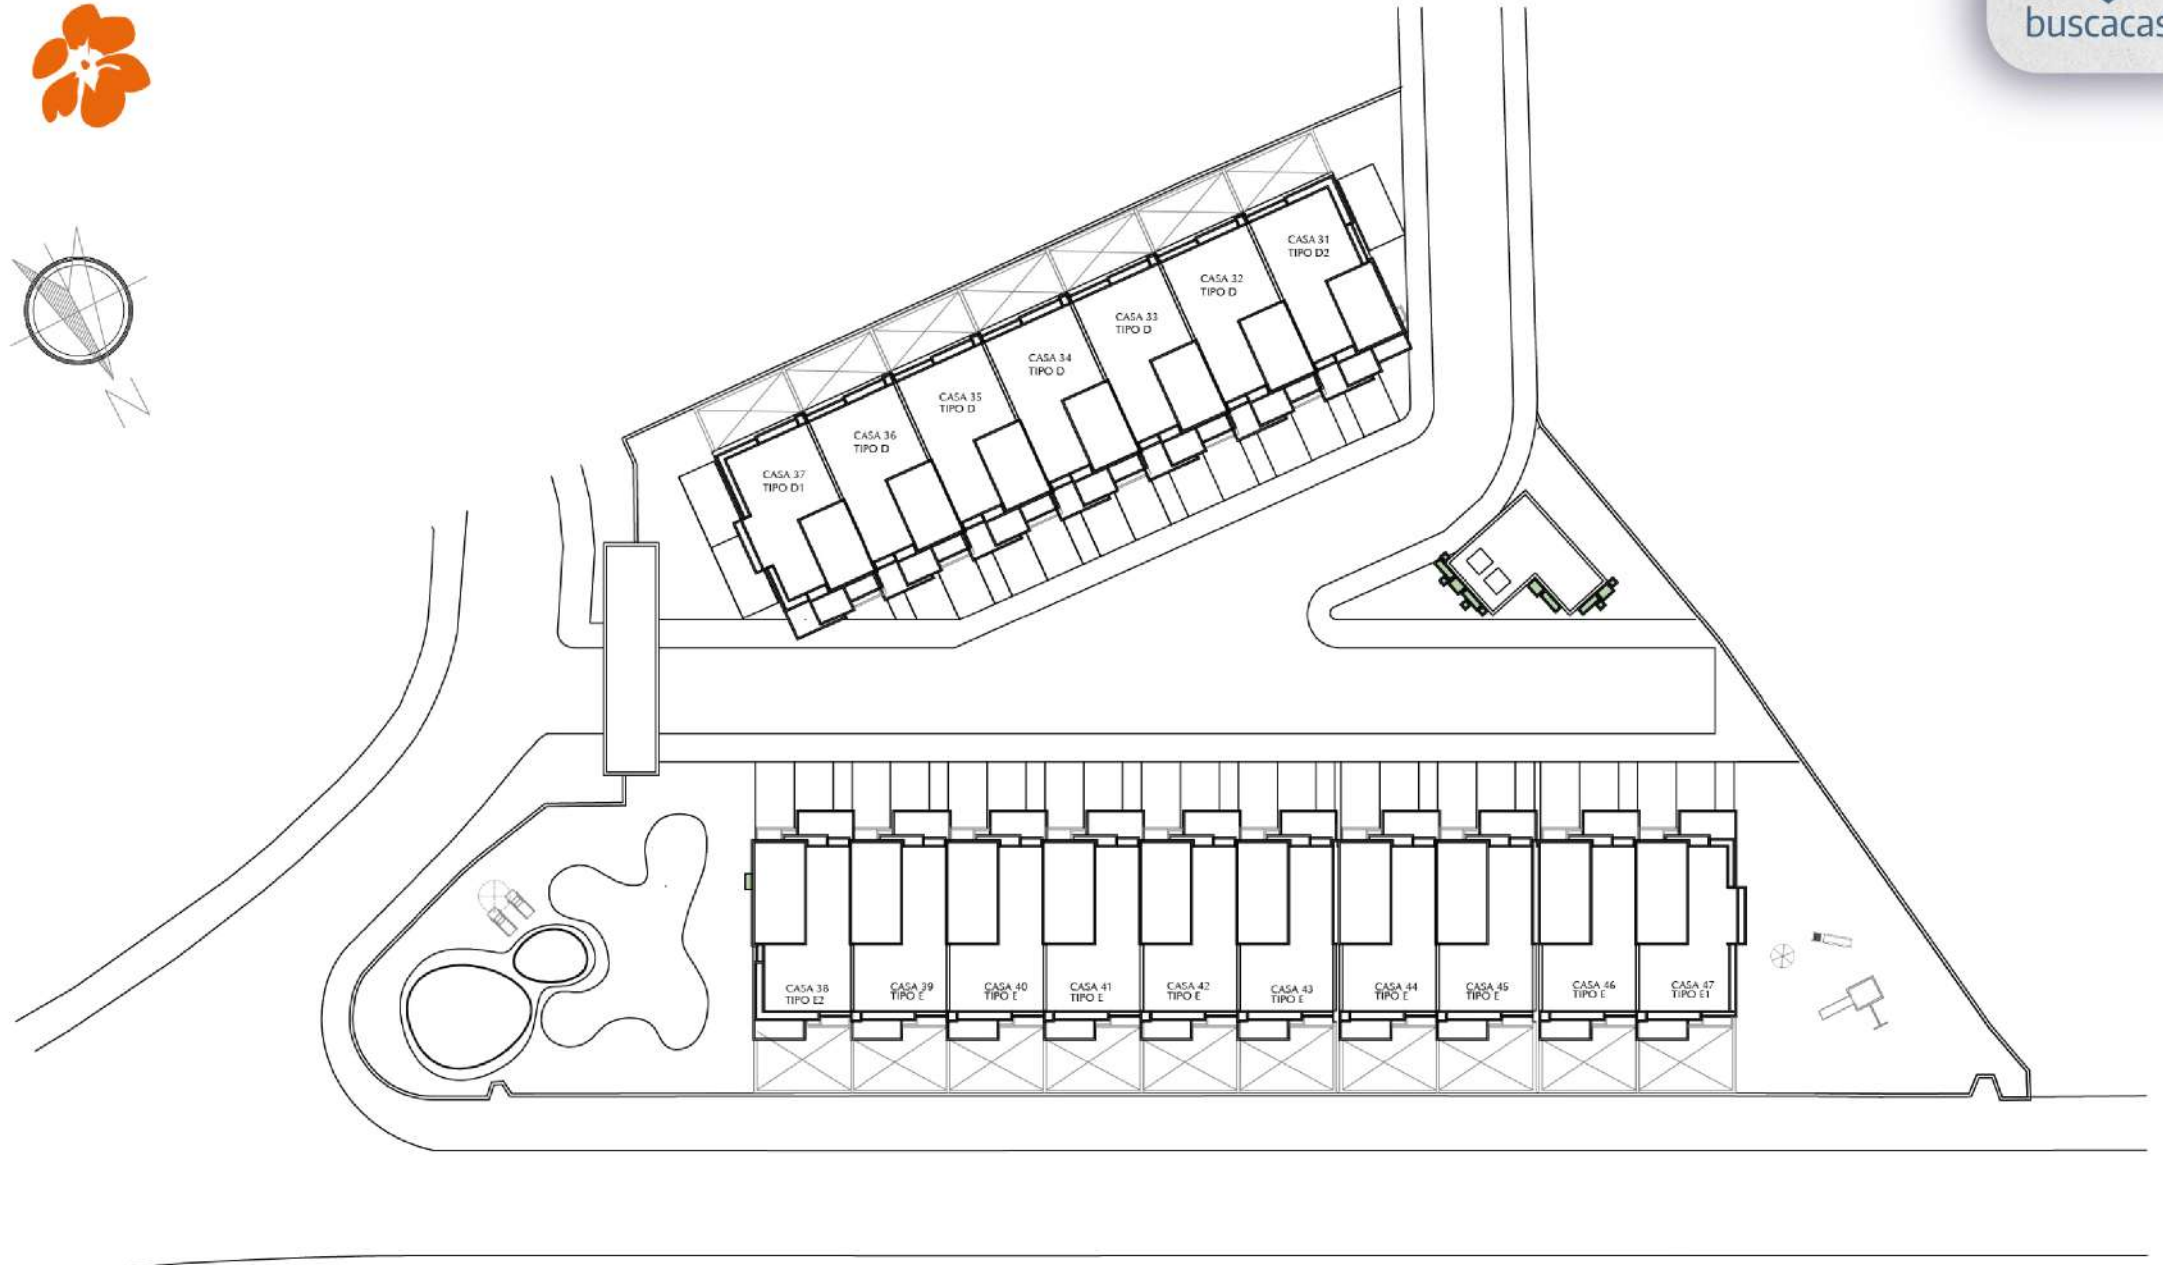 buscacas
CASA 31
TIPO D2
CASA 32
TIPO D
CASA 33
TIPO D
CASA 34
TIPO D
CASA 35
TIPO D
CASA 36
TIPO D
CASA 37
TIPO D1
N
CASA 38
TIPO E2
CASA 39
TIPO E
CASA 40
TIPO E
CASA 41
TIPO E
CASA 42
TIPO E
CASA 43
TIPO E
CASA 44
TIPO E
CASA 45
TIPO E
CASA 46
TIPO E
CASA 47
TIPO E1